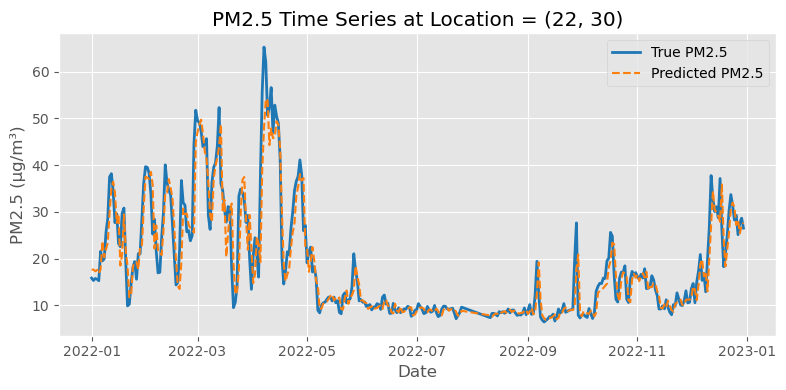 PM2.5 Time Series at Location = (22, 30)
True PM2.5
Predicted PM2.5
PM2.5 (μg/m³)
60
50
40
30
20
10
2022-01
2022-03
2022-05
2022-07
2022-09
2022-11
2023-01
Date